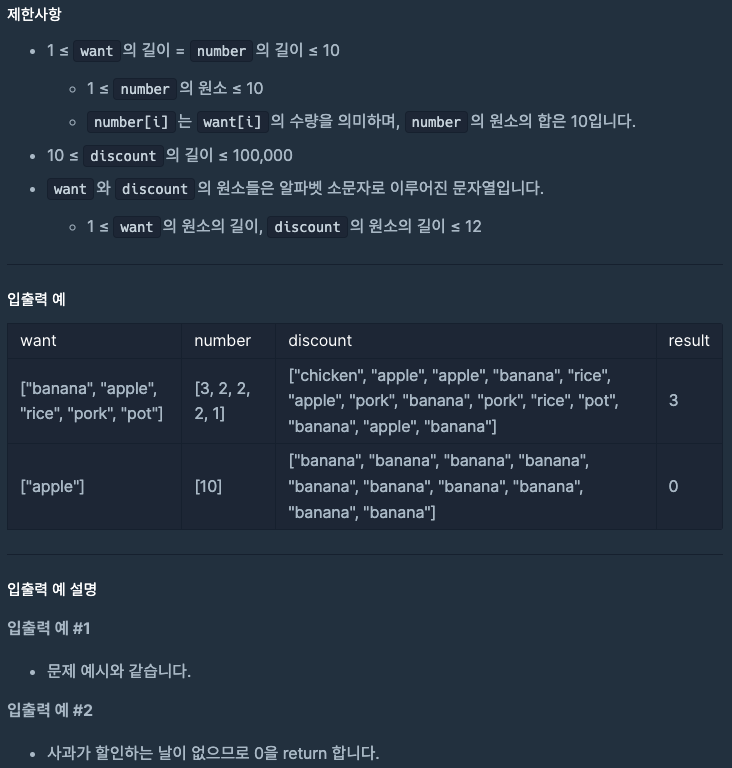 제한사항
• 1 ≤ want 의 길이 = number 의 길이 ≤ 10
◦ 1 ≤ number 의 원소 ≤ 10
◦ number[i] 는 want[i] 의 수량을 의미하며, number 의 원소의 합은 10입니다.
• 10 ≤ discount 의 길이 ≤ 100,000
• want 와 discount 의 원소들은 알파벳 소문자로 이루어진 문자열입니다.
◦ 1 ≤ want 의 원소의 길이, discount 의 원소의 길이 ≤ 12
입출력 예
want number discount result
["banana", "apple", "rice", "pork", "pot"] [3, 2, 2, 2, 1] ["chicken", "apple", "apple", "banana", "rice", "apple", "pork", "banana", "pork", "rice", "pot", "banana", "apple", "banana"] 3
["apple"] [10] ["banana", "banana", "banana", "banana", "banana", "banana", "banana", "banana", "banana", "banana"] 0
입출력 예 설명
입출력 예 #1
• 문제 예시와 같습니다.
입출력 예 #2
• 사과가 할인하는 날이 없으므로 0을 return 합니다.